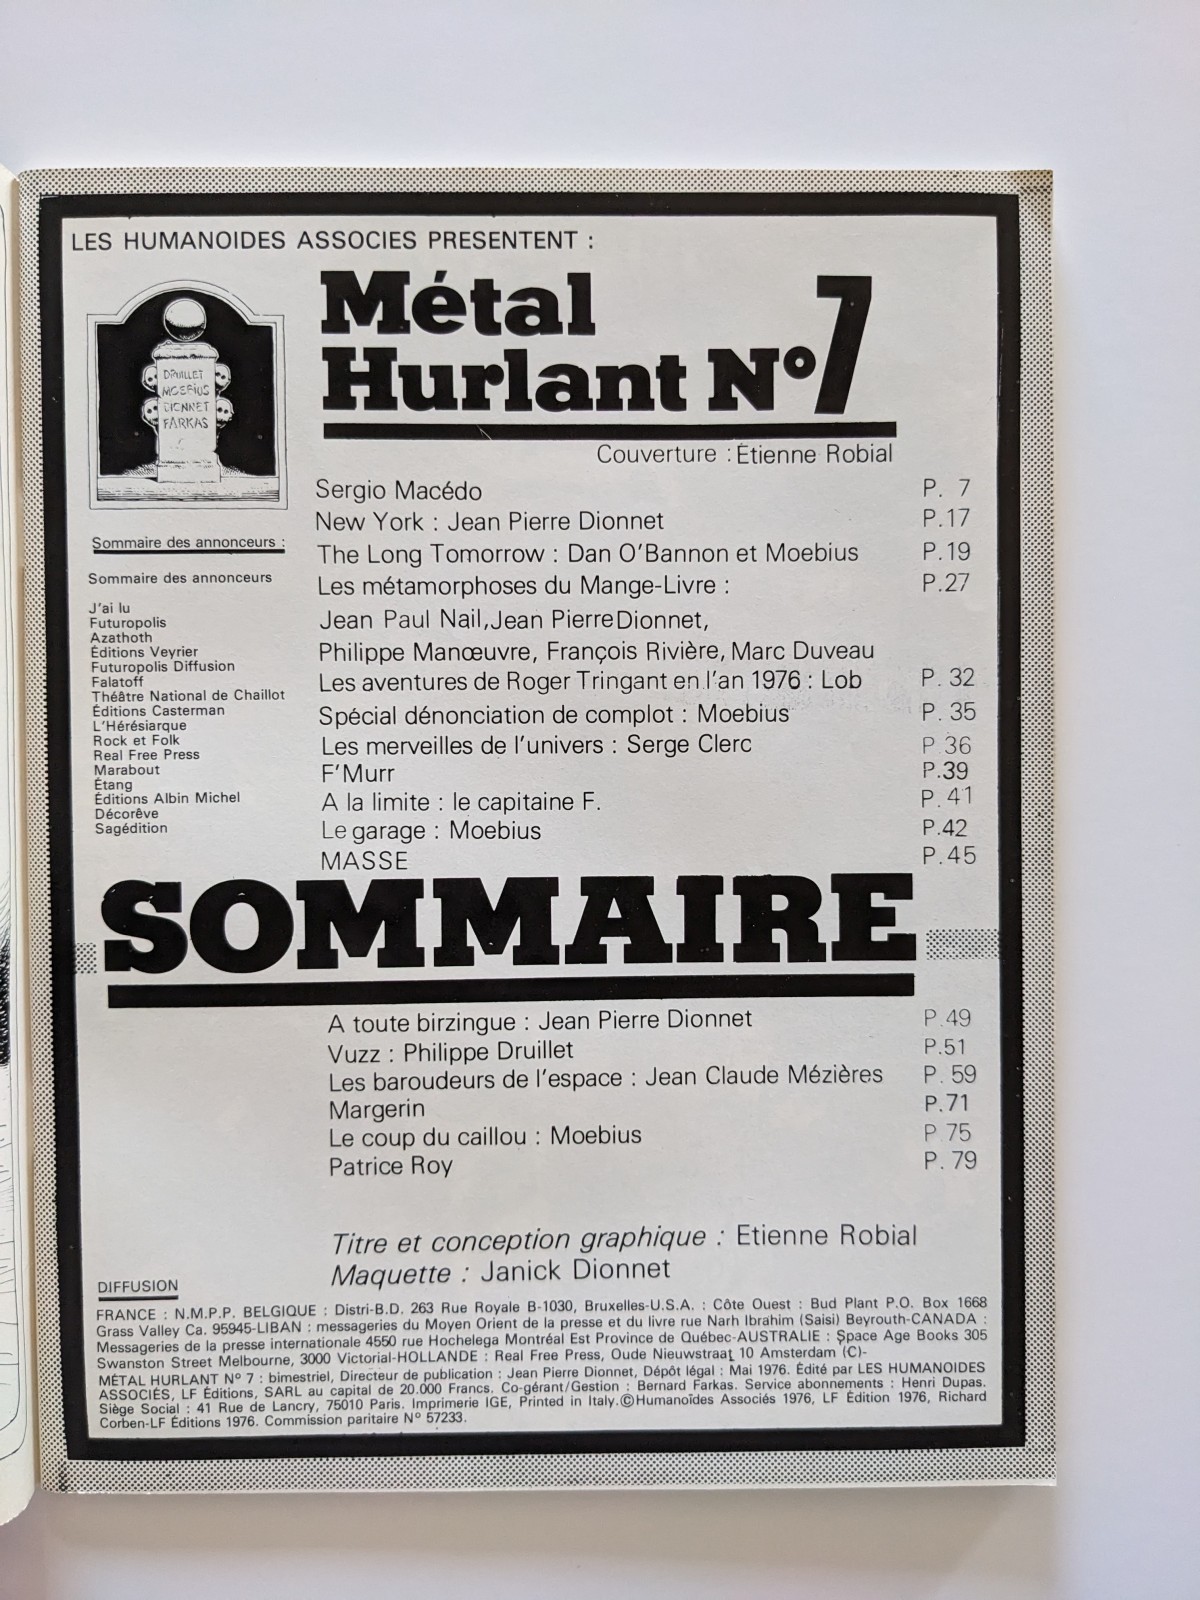 LES HUMANOIDES ASSOCIES PRESENTENT :
Métal
Hurlant Nº7
DRUILLET
MOEBIUS
DIONNET
FARKAS
Couverture : Étienne Robial
Sergio Macédo P. 7
New York : Jean Pierre Dionnet P.17
The Long Tomorrow : Dan O'Bannon et Moebius P.19
Les métamorphoses du Mange-Livre : P.27
Jean Paul Nail, Jean Pierre Dionnet,
Philippe Manœuvre, François Rivière, Marc Duveau
Les aventures de Roger Tringant en l'an 1976 : Lob P. 32
Spécial dénonciation de complot : Moebius P. 35
Les merveilles de l'univers : Serge Clerc P.36
F'Murr P.39
A la limite : le capitaine F. P. 41
Le garage : Moebius P.42
MASSE P.45
Sommaire des annonceurs :
Sommaire des annonceurs
J'ai lu
Futuropolis
Azathoth
Éditions Veyrier
Futuropolis Diffusion
Falatoff
Théâtre National de Chaillot
Éditions Casterman
L'Hérésiarque
Rock et Folk
Real Free Press
Marabout
Étang
Éditions Albin Michel
Décorêve
Sagédition
SOMMAIRE
A toute birzingue : Jean Pierre Dionnet P.49
Vuzz : Philippe Druillet P.51
Les baroudeurs de l'espace : Jean Claude Mézières P. 59
Margerin P.71
Le coup du caillou : Moebius P 75
Patrice Roy P. 79
Titre et conception graphique : Etienne Robial
Maquette : Janick Dionnet
DIFFUSION
FRANCE : N.M.P.P. BELGIQUE : Distri-B.D. 263 Rue Royale B-1030, Bruxelles-U.S.A. : Côte Ouest : Bud Plant P.O. Box 1668
Grass Valley Ca. 95945-LIBAN : messageries du Moyen Orient de la presse et du livre rue Narh Ibrahim (Saisi) Beyrouth-CANADA :
Messageries de la presse internationale 4550 rue Hochelega Montréal Est Province de Québec-AUSTRALIE : Space Age Books 305
Swanston Street Melbourne, 3000 Victorial-HOLLANDE : Real Free Press, Oude Nieuwstraat 10 Amsterdam (C)-
MÉTAL HURLANT Nº 7 : bimestriel, Directeur de publication : Jean Pierre Dionnet, Dépôt légal : Mai 1976. Édité par LES HUMANOIDES
ASSOCIÉS, LF Éditions, SARL au capital de 20.000 Francs. Co-gérant/Gestion : Bernard Farkas. Service abonnements : Henri Dupas.
Siège Social : 41 Rue de Lancry, 75010 Paris. Imprimerie IGE, Printed in Italy.©Humanoïdes Associés 1976, LF Édition 1976, Richard
Corben-LF Éditions 1976. Commission paritaire Nº 57233.